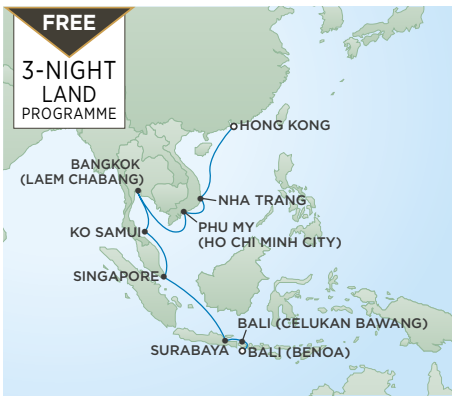 FREE
3-NIGHT
LAND
PROGRAMME
HONG KONG
BANGKOK
(LAEM CHABANG)
NHA TRANG
PHU MY
(HO CHI MINH CITY)
KO SAMUI
SINGAPORE
BALI (CELUKAN BAWANG)
SURABAYA
BALI (BENOA)